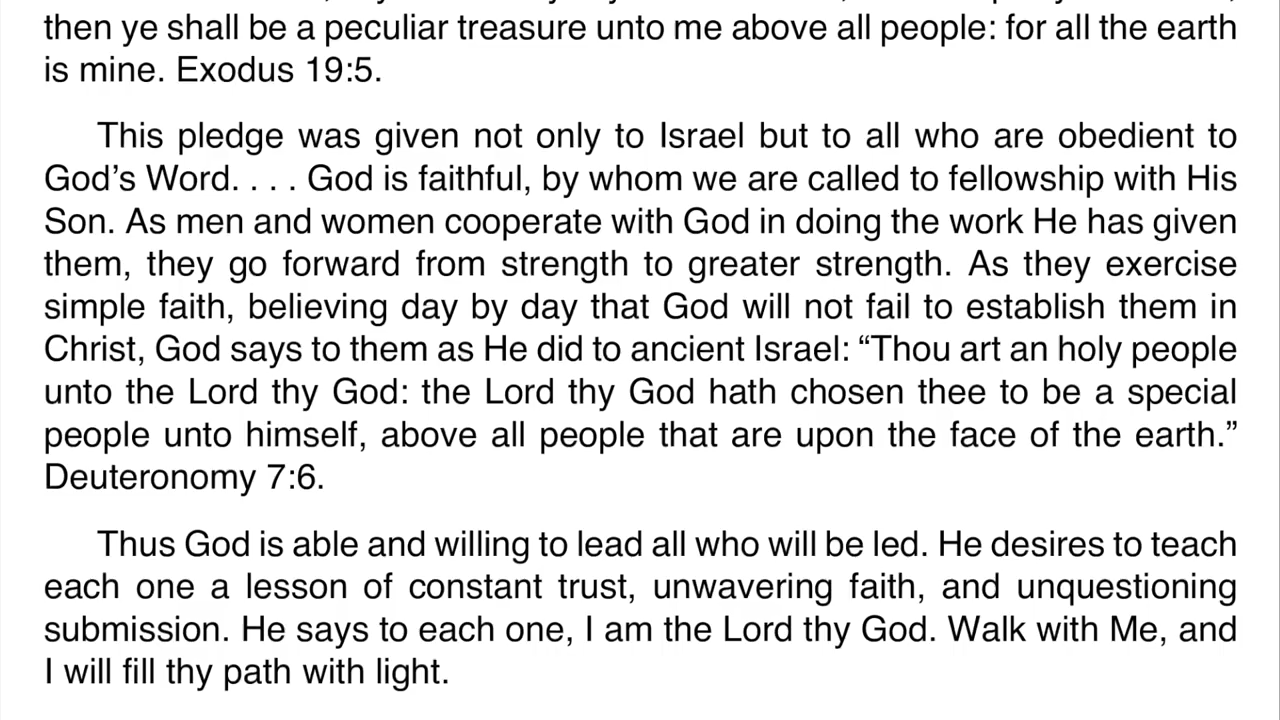 then ye shall be a peculiar treasure unto me above all people: for all the earth
is mine. Exodus 19:5.
This pledge was given not only to Israel but to all who are obedient to
God’s Word. . . . God is faithful, by whom we are called to fellowship with His
Son. As men and women cooperate with God in doing the work He has given
them, they go forward from strength to greater strength. As they exercise
simple faith, believing day by day that God will not fail to establish them in
Christ, God says to them as He did to ancient Israel: “Thou art an holy people
unto the Lord thy God: the Lord thy God hath chosen thee to be a special
people unto himself, above all people that are upon the face of the earth.”
Deuteronomy 7:6.
Thus God is able and willing to lead all who will be led. He desires to teach
each one a lesson of constant trust, unwavering faith, and unquestioning
submission. He says to each one, I am the Lord thy God. Walk with Me, and
I will fill thy path with light.